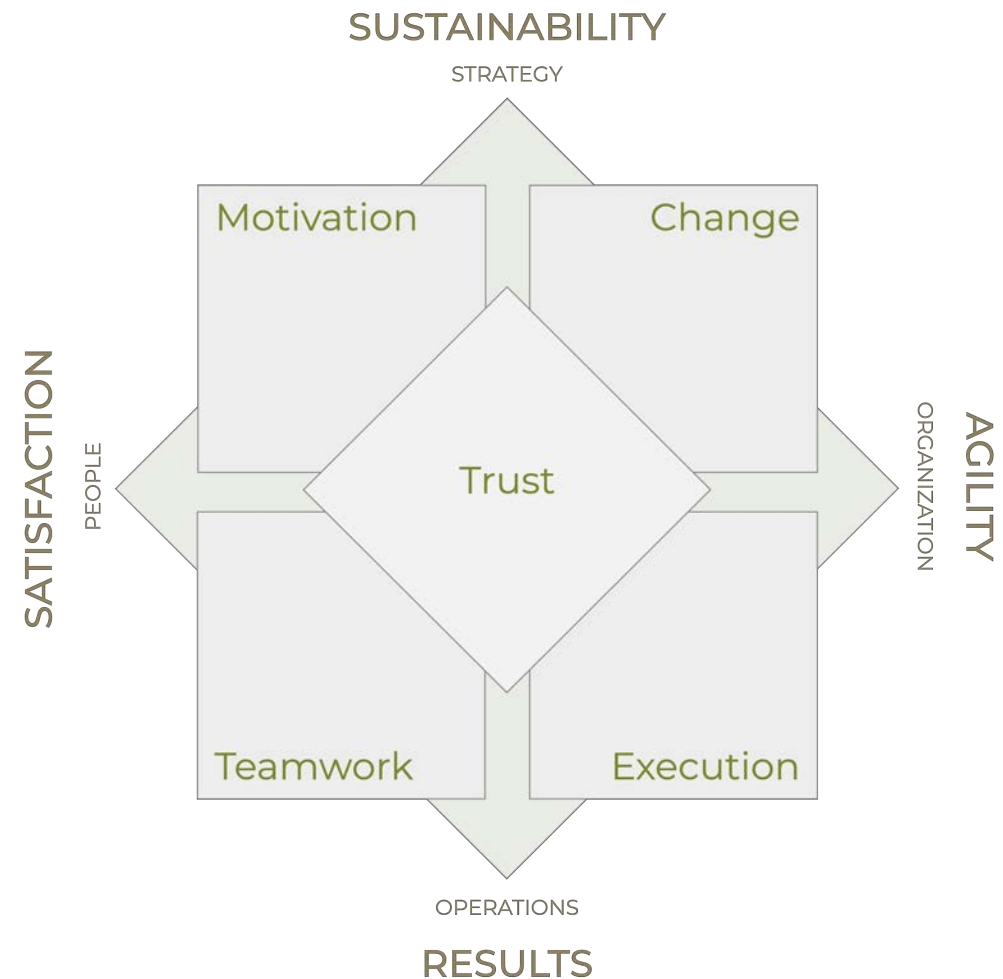 SUSTAINABILITY
STRATEGY
Motivation
Change
SATISFACTION
PEOPLE
Trust
ORGANIZATION
AGILITY
Teamwork
Execution
OPERATIONS
RESULTS